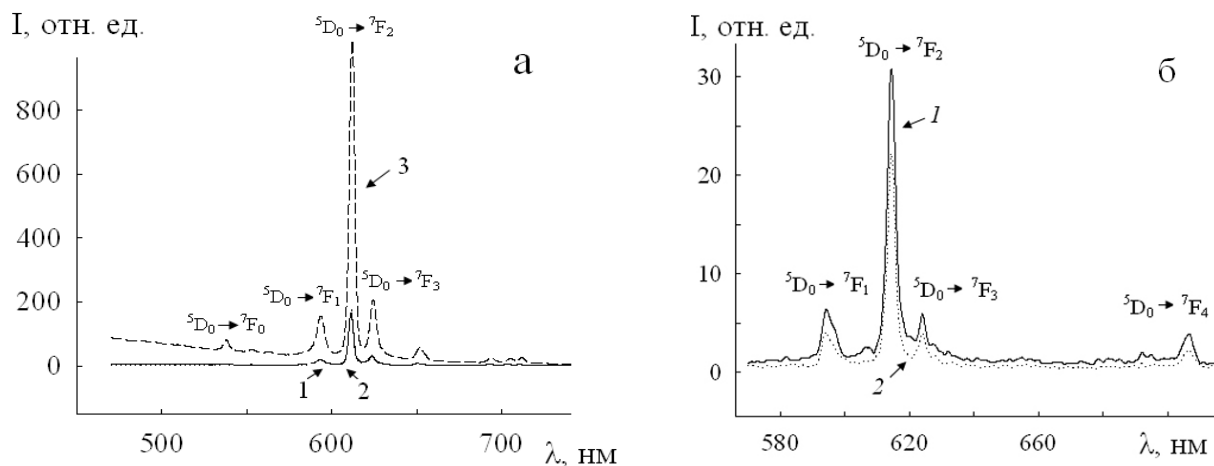 I, отн. ед.
⁵D₀ → ⁷F₂
а
800
600
400
200
0
3
⁵D₀ → ⁷F₀
⁵D₀ → ⁷F₁
⁵D₀ → ⁷F₃
1
2
500
600
700
λ, нм
I, отн. ед.
⁵D₀ → ⁷F₂
б
30
20
10
0
1
⁵D₀ → ⁷F₁
⁵D₀ → ⁷F₃
⁵D₀ → ⁷F₄
2
580
620
660
λ, нм